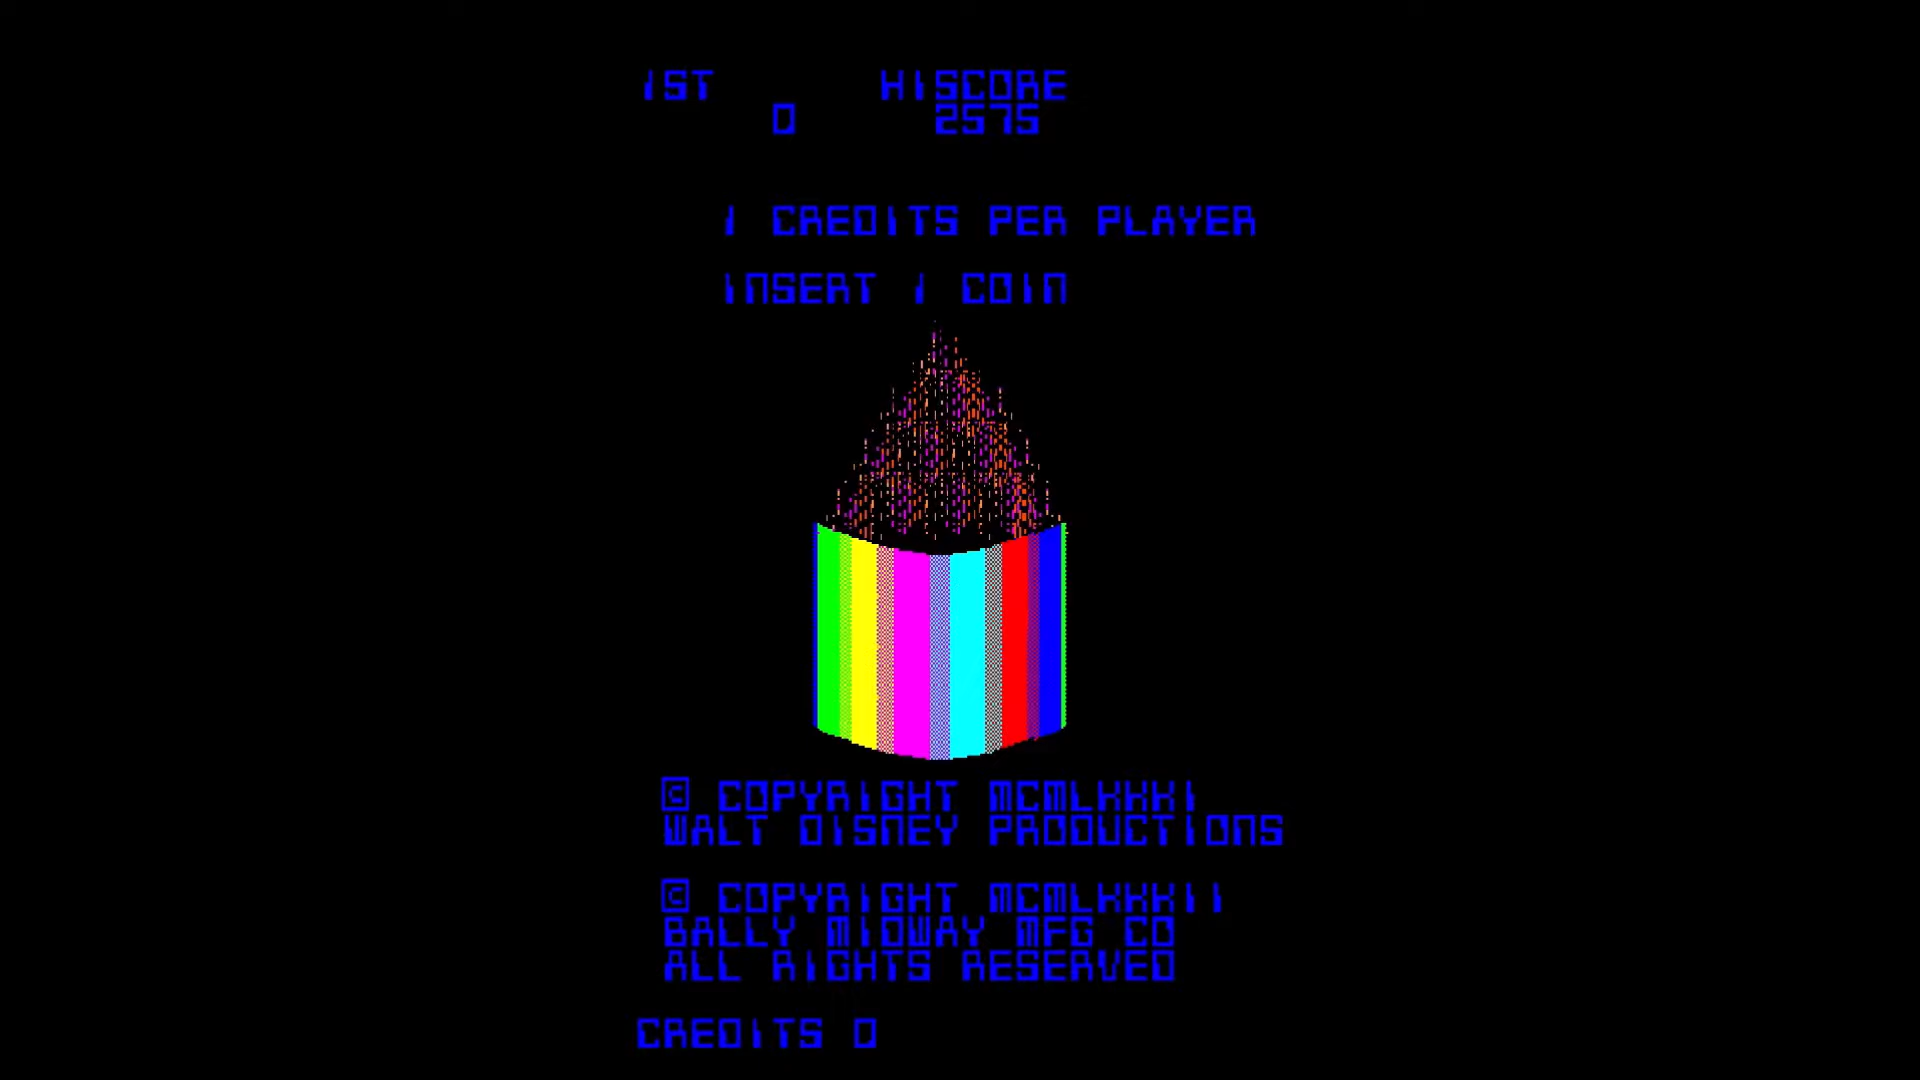 1ST HISCORE
0 2575
1 CREDITS PER PLAYER
INSERT 1 COIN
© COPYRIGHT MCMLXXXI
WALT DISNEY PRODUCTIONS
© COPYRIGHT MCMLXXXII
BALLY MIDWAY MFG CO
ALL RIGHTS RESERVED
CREDITS 0